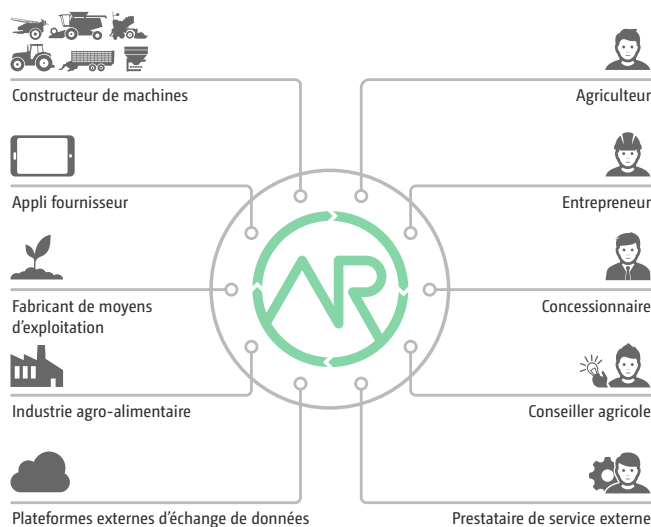 Constructeur de machines
Agriculteur
Appli fournisseur
Entrepreneur
AR
Fabricant de moyens
d’exploitation
Concessionnaire
Industrie agro-alimentaire
Conseiller agricole
Plateformes externes d’échange de données
Prestataire de service externe